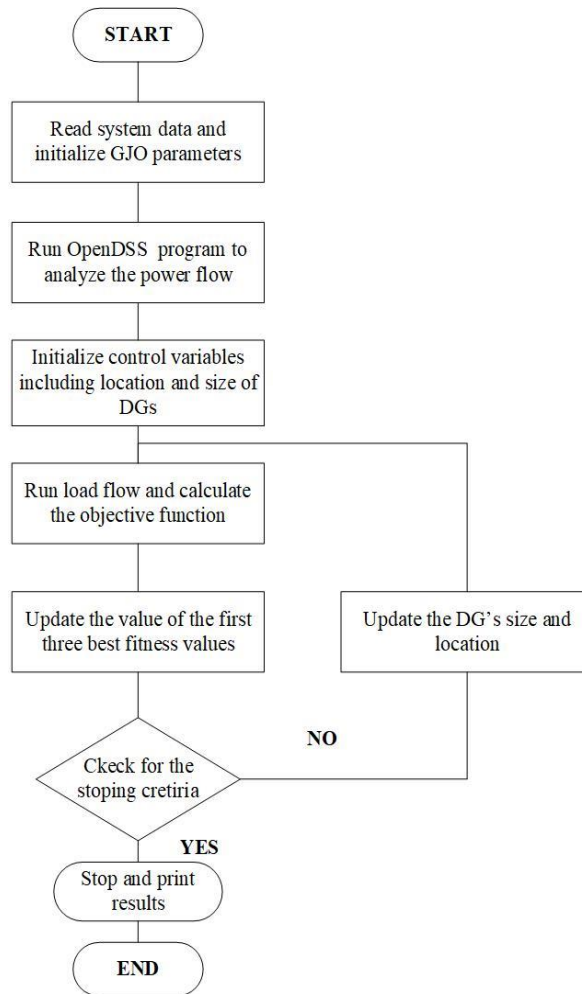 START
Read system data and
initialize GJO parameters
Run OpenDSS program to
analyze the power flow
Initialize control variables
including location and size of
DGs
Run load flow and calculate
the objective function
Update the value of the first
three best fitness values
Update the DG's size and
location
NO
Ckeck for the
stoping cretiria
YES
Stop and print
results
END